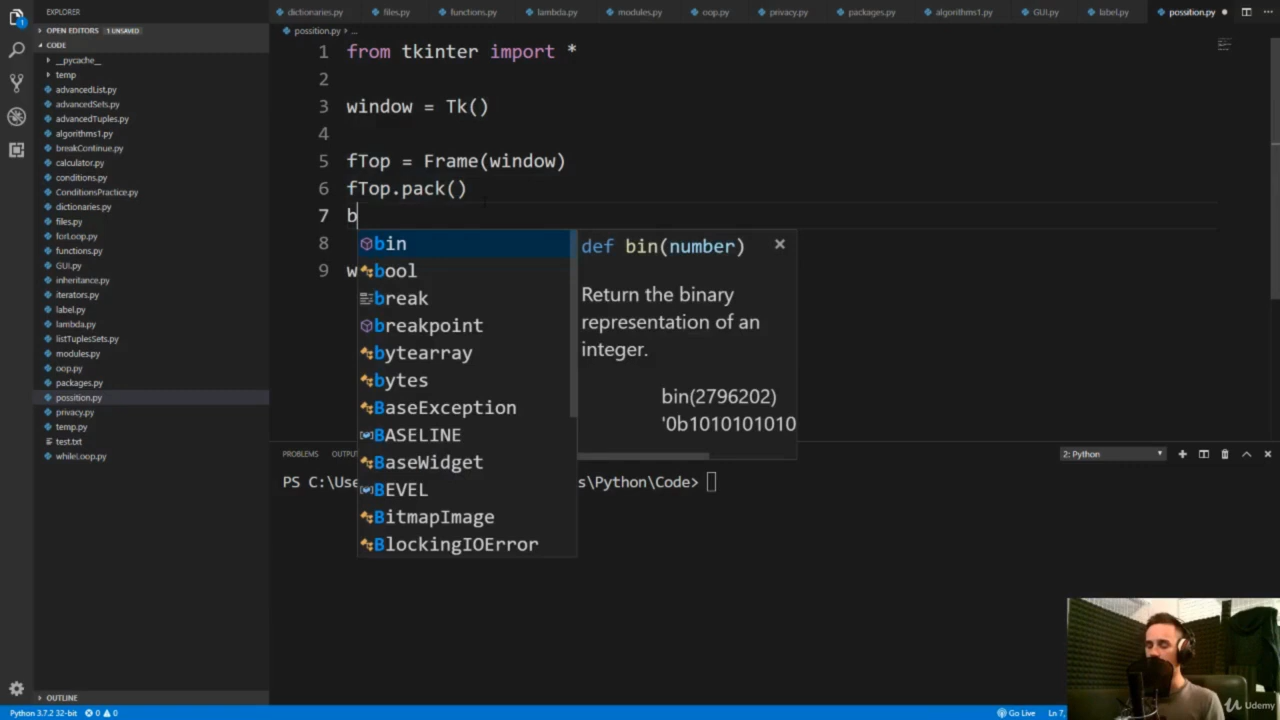 EXPLORER
OPEN EDITORS 1 UNSAVED
CODE
__pycache__
temp
advancedList.py
advancedSets.py
advancedTuples.py
algorithms1.py
breakContinue.py
calculator.py
conditions.py
ConditionsPractice.py
dictionaries.py
files.py
forLoop.py
functions.py
GUI.py
inheritance.py
iterators.py
label.py
lambda.py
listTuplesSets.py
modules.py
oop.py
packages.py
possition.py
privacy.py
temp.py
test.txt
whileLoop.py
OUTLINE
dictionaries.py files.py functions.py lambda.py modules.py oop.py privacy.py packages.py algorithms1.py GUI.py label.py possition.py
possition.py > ...
1 from tkinter import *
2
3 window = Tk()
4
5 fTop = Frame(window)
6 fTop.pack()
7 b
8
9 w
bin
bool
break
breakpoint
bytearray
bytes
BaseException
BASELINE
BaseWidget
BEVEL
BitmapImage
BlockingIOError
def bin(number)
Return the binary
representation of an
integer.
bin(2796202)
'0b1010101010
PROBLEMS OUTPU 2: Python
PS C:\Use s\Python\Code>
Python 3.7.2 32-bit 0 0 Go Live Ln 7,
Udemy